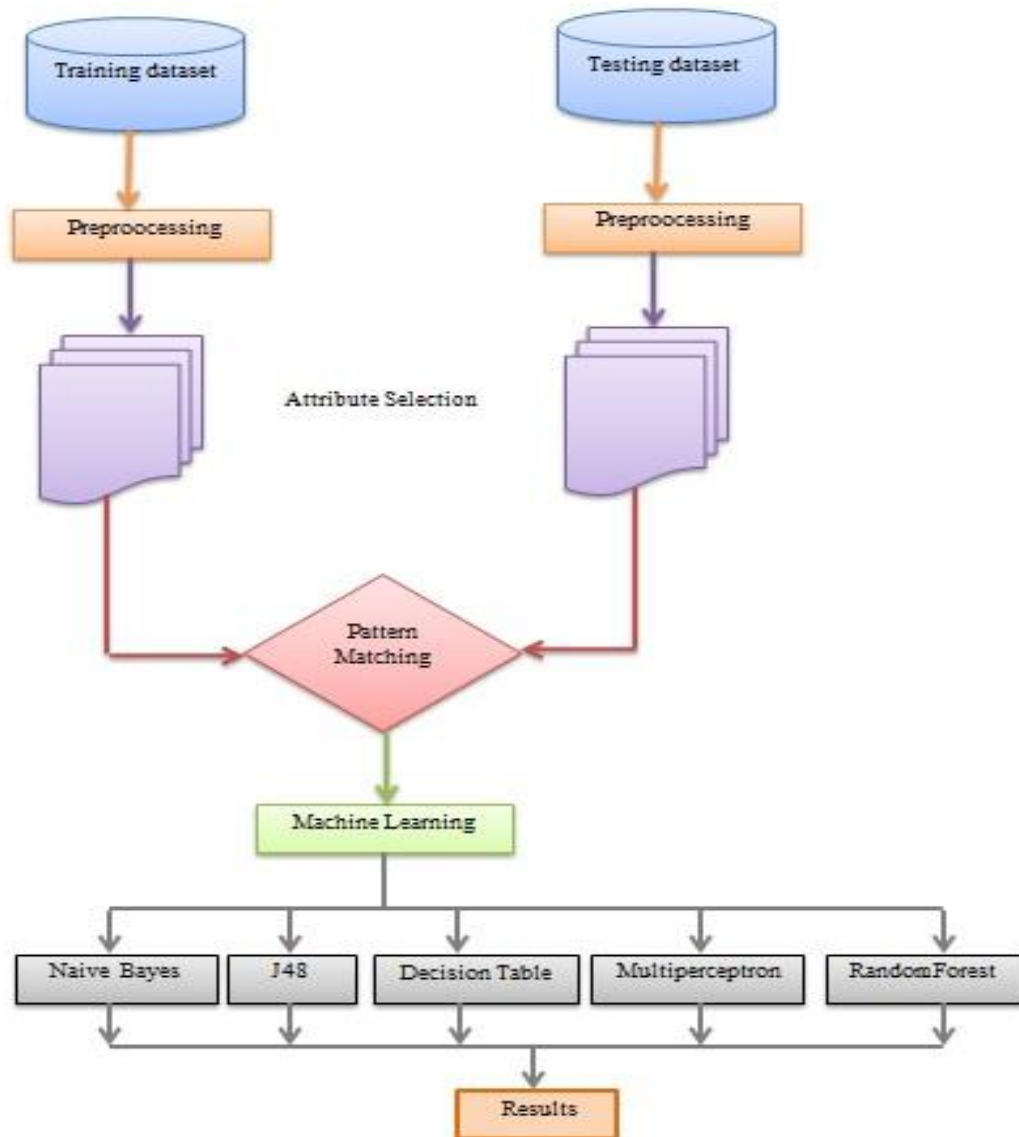 Training dataset
Testing dataset
Preproocessing
Preproocessing
Attribute Selection
Pattern
Matching
Machine Learning
Naive Bayes
J48
Decision Table
Multiperceptron
RandomForest
Results